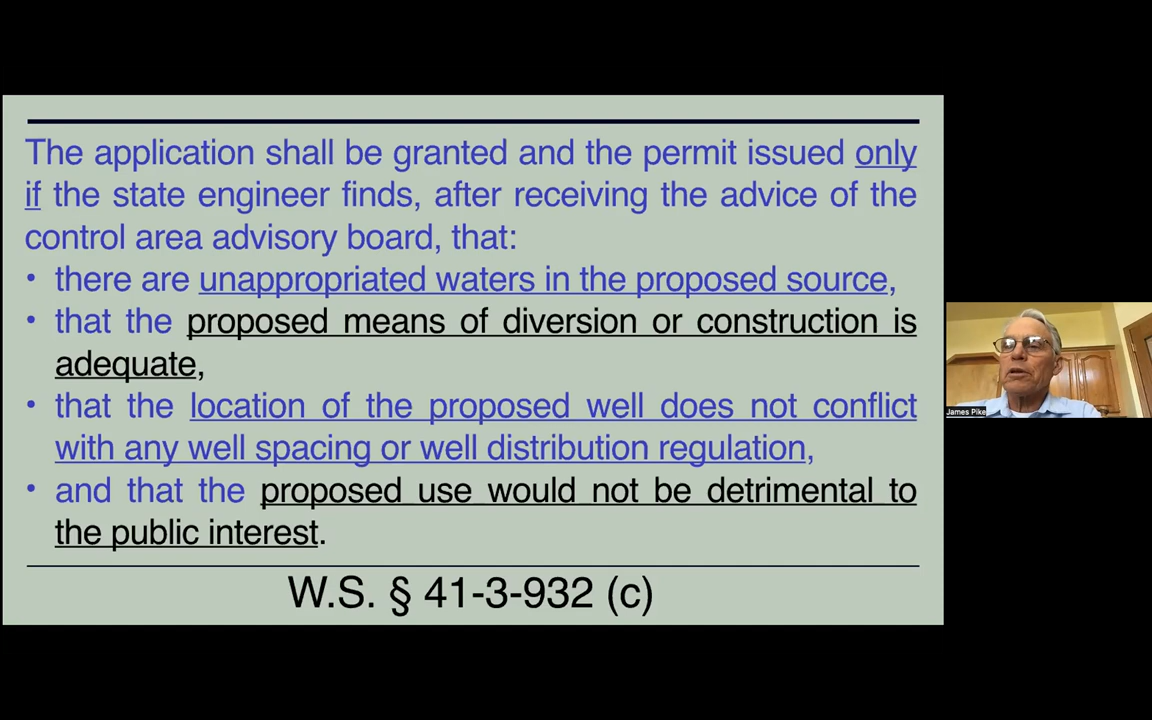 The application shall be granted and the permit issued only
if the state engineer finds, after receiving the advice of the
control area advisory board, that:
• there are unappropriated waters in the proposed source,
• that the proposed means of diversion or construction is
adequate,
• that the location of the proposed well does not conflict
with any well spacing or well distribution regulation,
• and that the proposed use would not be detrimental to
the public interest.
W.S. § 41-3-932 (c)
James Pike